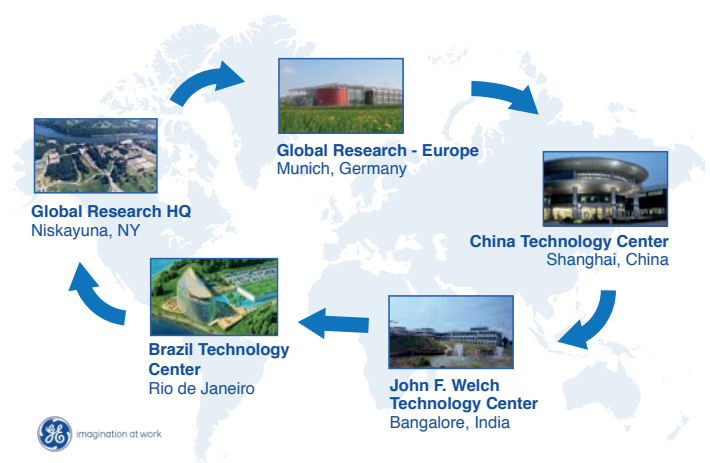 Global Research - Europe
Munich, Germany
Global Research HQ
Niskayuna, NY
China Technology Center
Shanghai, China
Brazil Technology
Center
Rio de Janeiro
John F. Welch
Technology Center
Bangalore, India
GE
imagination at work